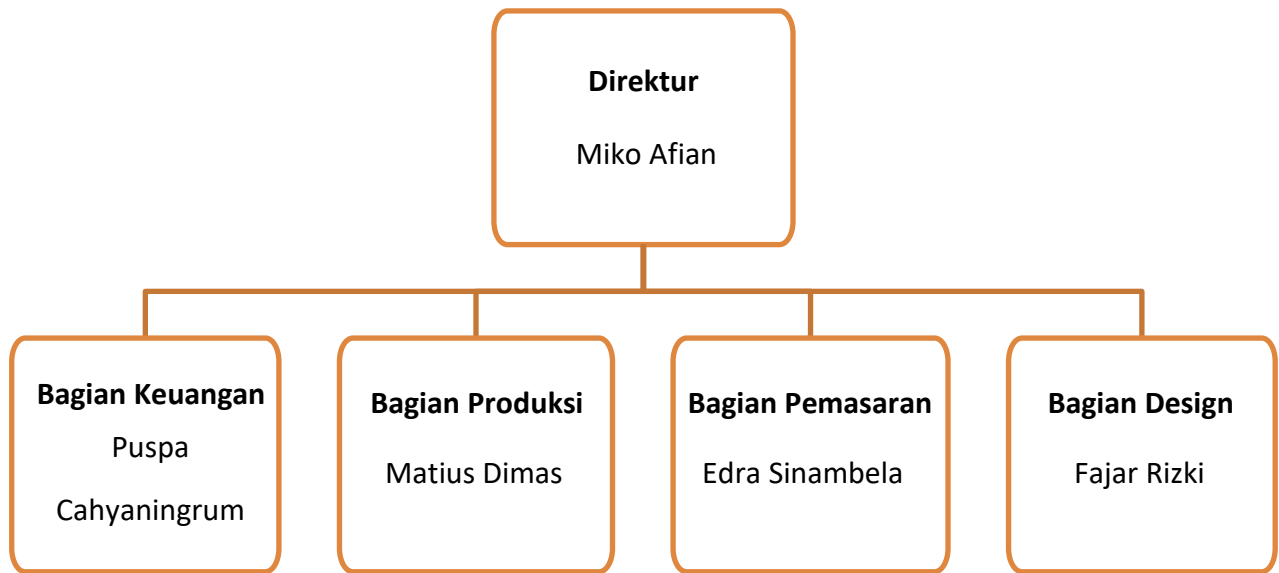 Direktur
Miko Afian
Bagian Keuangan
Puspa
Cahyaningrum
Bagian Produksi
Matius Dimas
Bagian Pemasaran
Edra Sinambela
Bagian Design
Fajar Rizki